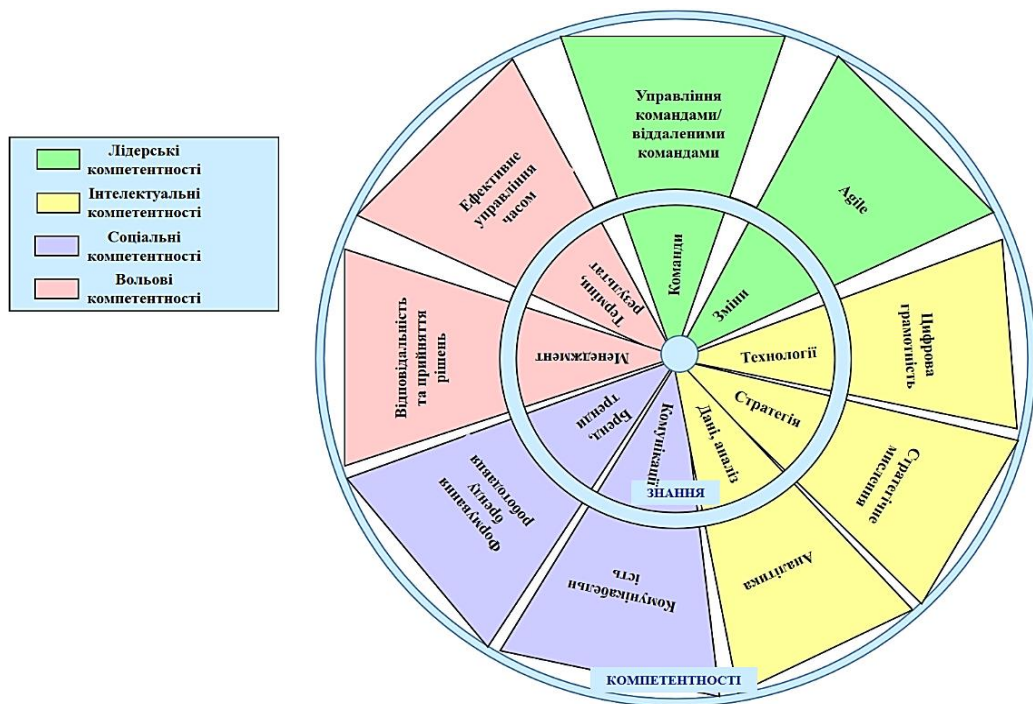 Лідерські
компетентності
Інтелектуальні
компетентності
Соціальні
компетентності
Вольові
компетентності
Управління
командами/
віддаленими
командами
Agile
Цифрова
грамотність
Стратегічне
мислення
Аналітика
Комунікабельн
ість
Формування
бренду
роботодавця
Відповідальність
та прийняття
рішень
Ефективне
управління
часом
Команди
Зміни
Технології
Стратегія
Дані, аналіз
Комунікації
Бренд,
тренди
Менеджмент
Терміни,
результат
ЗНАННЯ
КОМПЕТЕНТНОСТІ